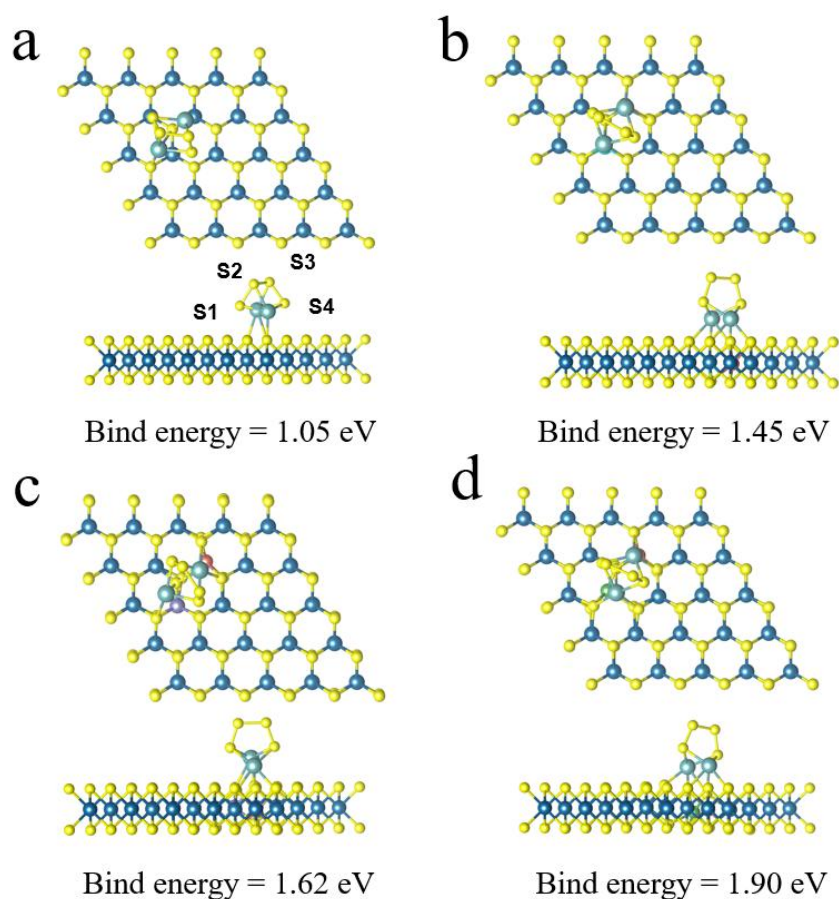 a
b
S2
S3
S1
S4
Bind energy = 1.05 eV
Bind energy = 1.45 eV
c
d
Bind energy = 1.62 eV
Bind energy = 1.90 eV